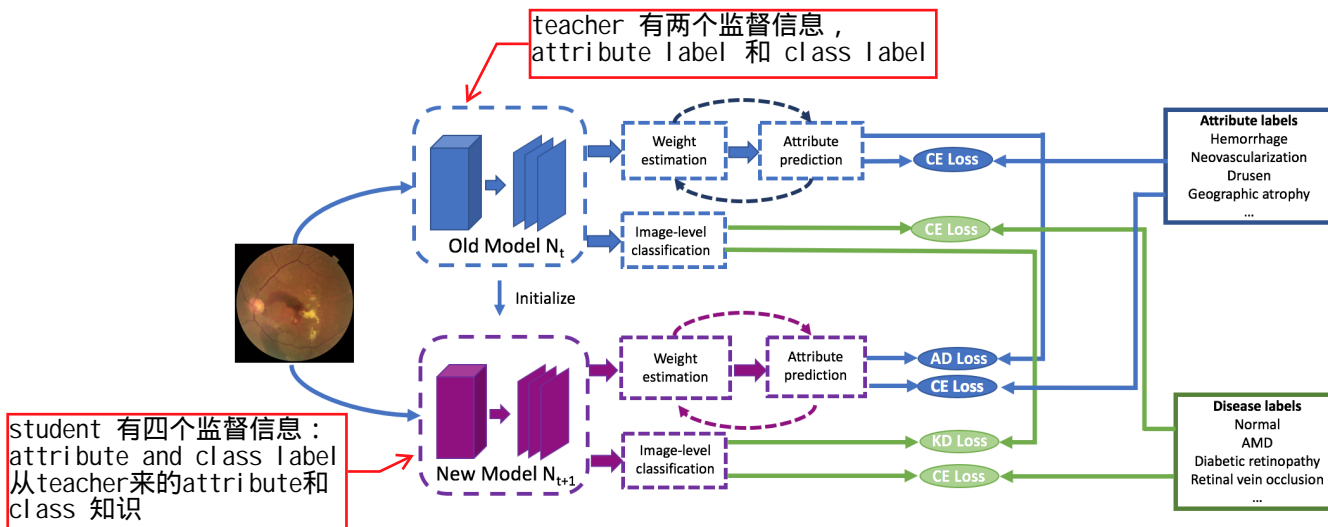 teacher 有两个监督信息，
attribute label 和 class label
Weight
estimation
Attribute
prediction
CE Loss
Attribute labels
Hemorrhage
Neovascularization
Drusen
Geographic atrophy
...
Old Model Nt
Image-level
classification
CE Loss
Initialize
Weight
estimation
Attribute
prediction
AD Loss
CE Loss
student 有四个监督信息：
attribute and class label
从teacher来的attribute和
class 知识
New Model Nt+1
Image-level
classification
KD Loss
CE Loss
Disease labels
Normal
AMD
Diabetic retinopathy
Retinal vein occlusion
...